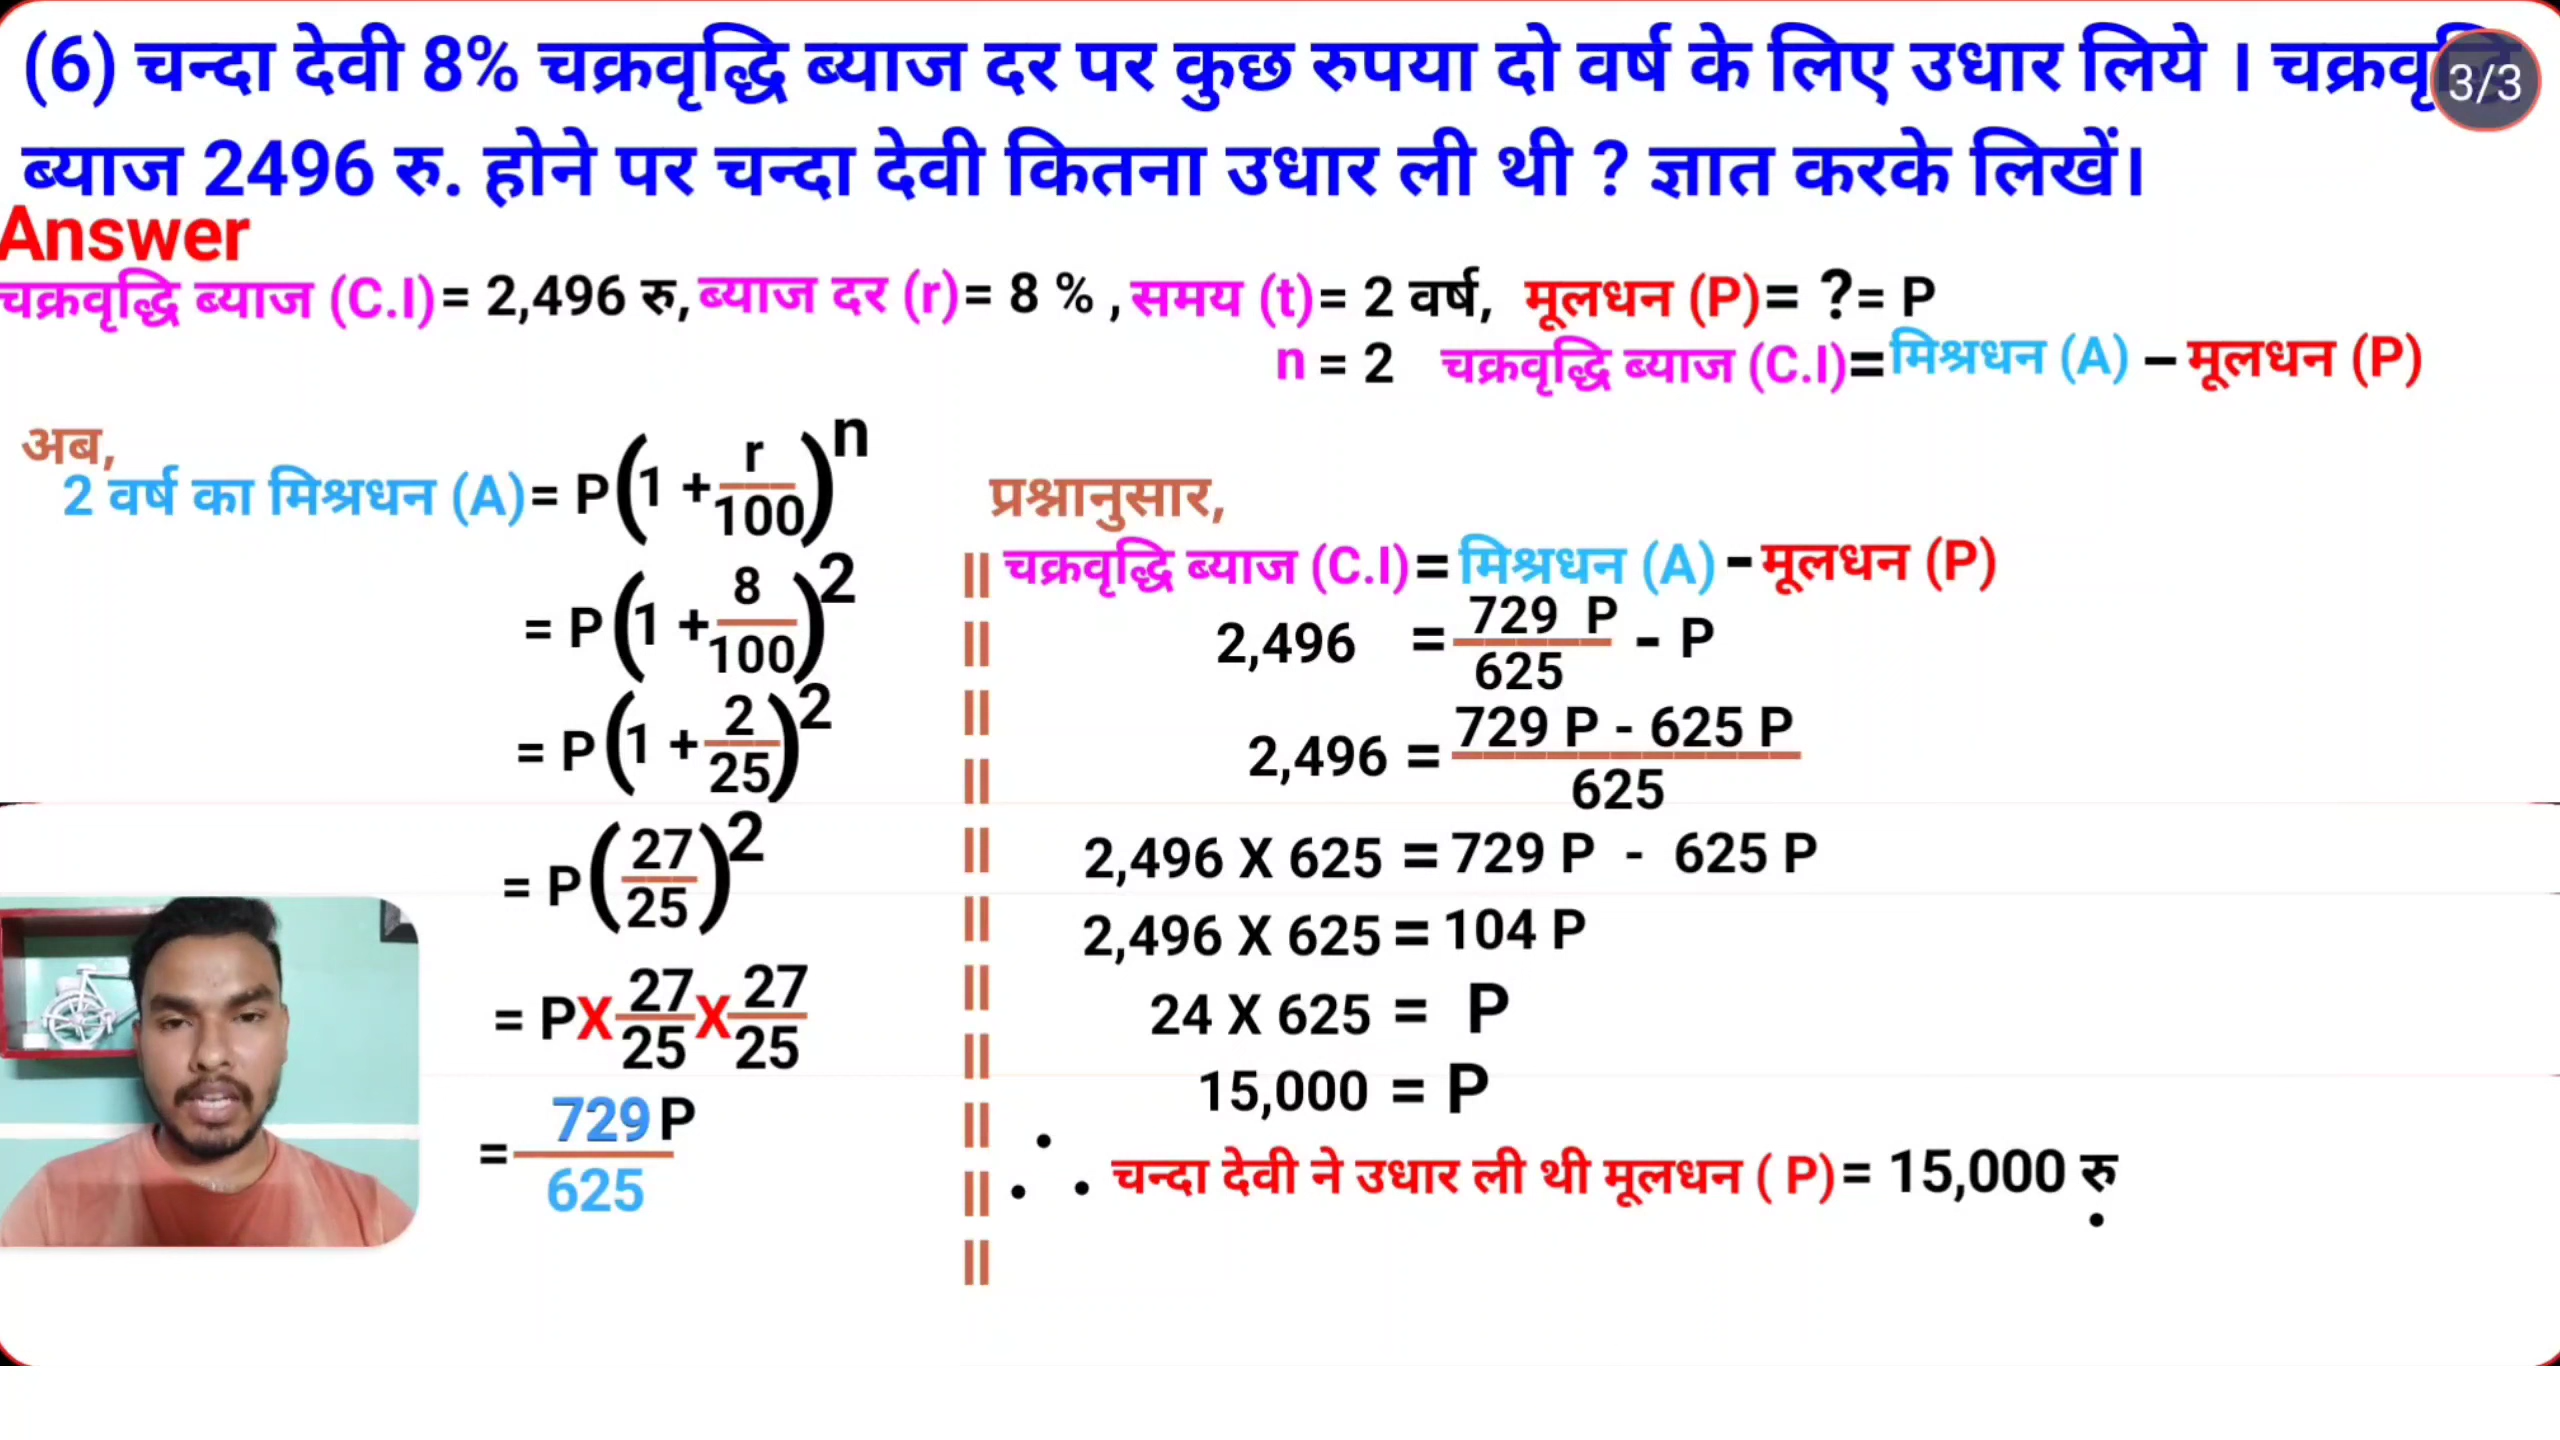 (6) चन्दा देवी 8% चक्रवृद्धि ब्याज दर पर कुछ रुपया दो वर्ष के लिए उधार लिये । चक्रवृद्धि
3/3
ब्याज 2496 रु. होने पर चन्दा देवी कितना उधार ली थी ? ज्ञात करके लिखें।
Answer
चक्रवृद्धि ब्याज (C.I) = 2,496 रु, ब्याज दर (r) = 8 % , समय (t) = 2 वर्ष, मूलधन (P) = ? = P
n = 2 चक्रवृद्धि ब्याज (C.I) = मिश्रधन (A) – मूलधन (P)
अब,
2 वर्ष का मिश्रधन (A) = P(1 + r/100)^n
= P(1 + 8/100)^2
= P(1 + 2/25)^2
= P(27/25)^2
= P X 27/25 X 27/25
= 729 P/625
प्रश्नानुसार,
चक्रवृद्धि ब्याज (C.I) = मिश्रधन (A) - मूलधन (P)
2,496 = 729 P/625 - P
2,496 = 729 P - 625 P/625
2,496 X 625 = 729 P - 625 P
2,496 X 625 = 104 P
24 X 625 = P
15,000 = P
∴ चन्दा देवी ने उधार ली थी मूलधन ( P) = 15,000 रु.